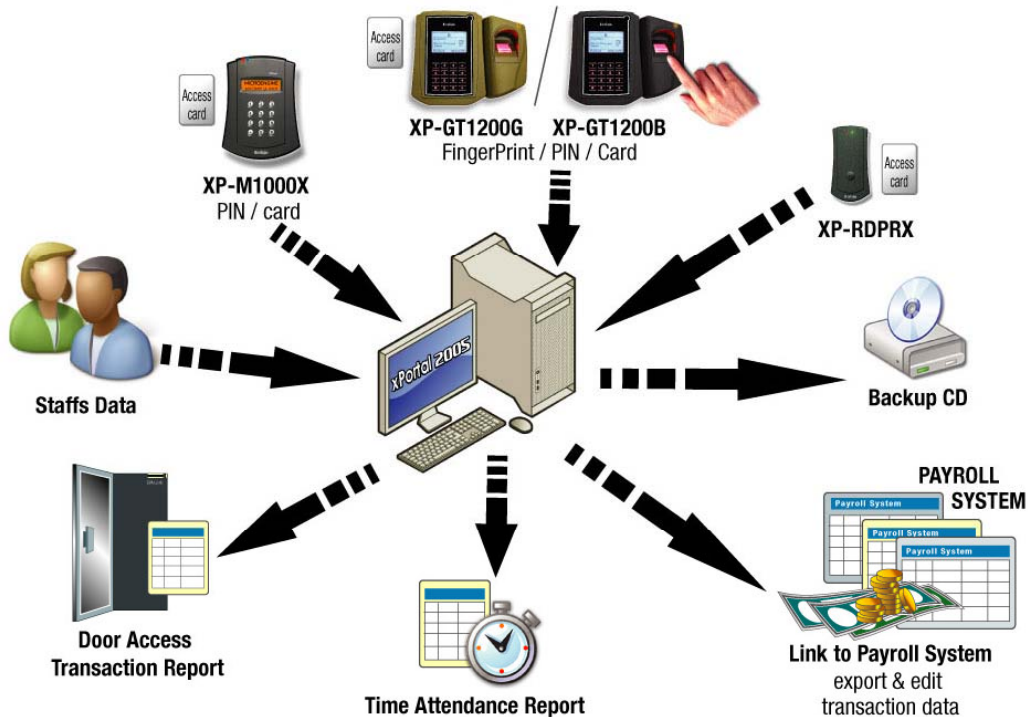 Access
card
XP-GT1200G
XP-GT1200B
FingerPrint / PIN / Card
Access
card
MICROENGINE
XP-M1000X
PIN / card
Access
card
XP-RDPRX
Staffs Data
xPortal 2005
Backup CD
Door Access
Transaction Report
Time Attendance Report
PAYROLL
SYSTEM
Payroll System
Payroll System
Payroll System
Link to Payroll System
export & edit
transaction data